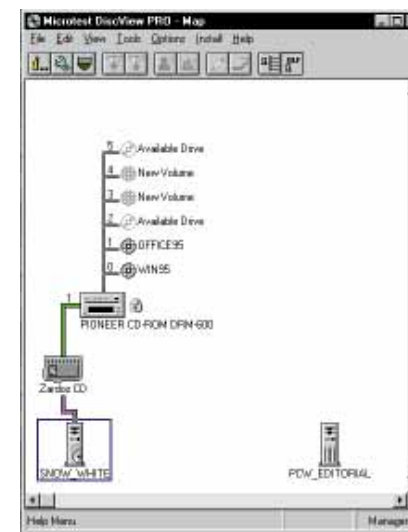 Microtest DiscView PRO - Map
File Edit View Tools Options Install Help
5 Available Drive
4 New Volume
3 New Volume
2 Available Drive
1 OFFICE95
0 WIN95
1
PIONEER CD-ROM DRM-600
Zardoz CD
SNOW_WHITE
PCW_EDITORIAL
Help Menu
Manager